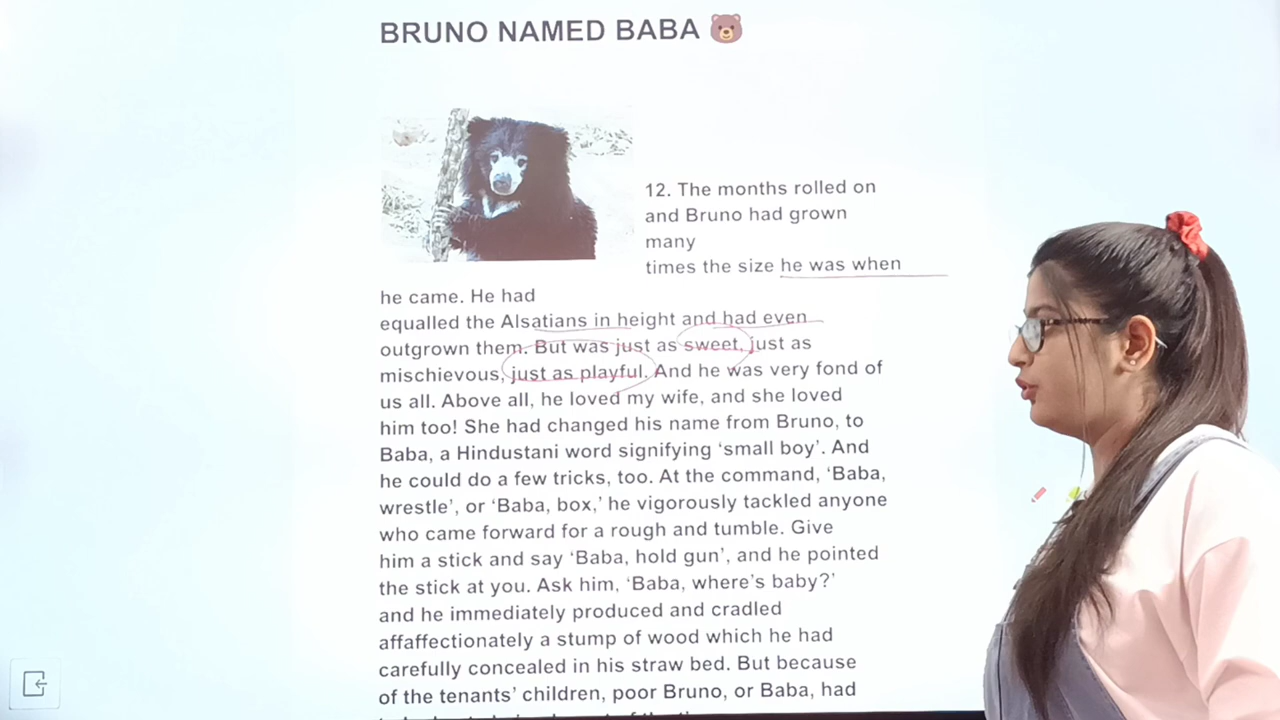 BRUNO NAMED BABA
12. The months rolled on
and Bruno had grown
many
times the size he was when
he came. He had
equalled the Alsatians in height and had even
outgrown them. But was just as sweet, just as
mischievous, just as playful. And he was very fond of
us all. Above all, he loved my wife, and she loved
him too! She had changed his name from Bruno, to
Baba, a Hindustani word signifying ‘small boy’. And
he could do a few tricks, too. At the command, ‘Baba,
wrestle’, or ‘Baba, box,’ he vigorously tackled anyone
who came forward for a rough and tumble. Give
him a stick and say ‘Baba, hold gun’, and he pointed
the stick at you. Ask him, ‘Baba, where’s baby?’
and he immediately produced and cradled
affaffectionately a stump of wood which he had
carefully concealed in his straw bed. But because
of the tenants’ children, poor Bruno, or Baba, had